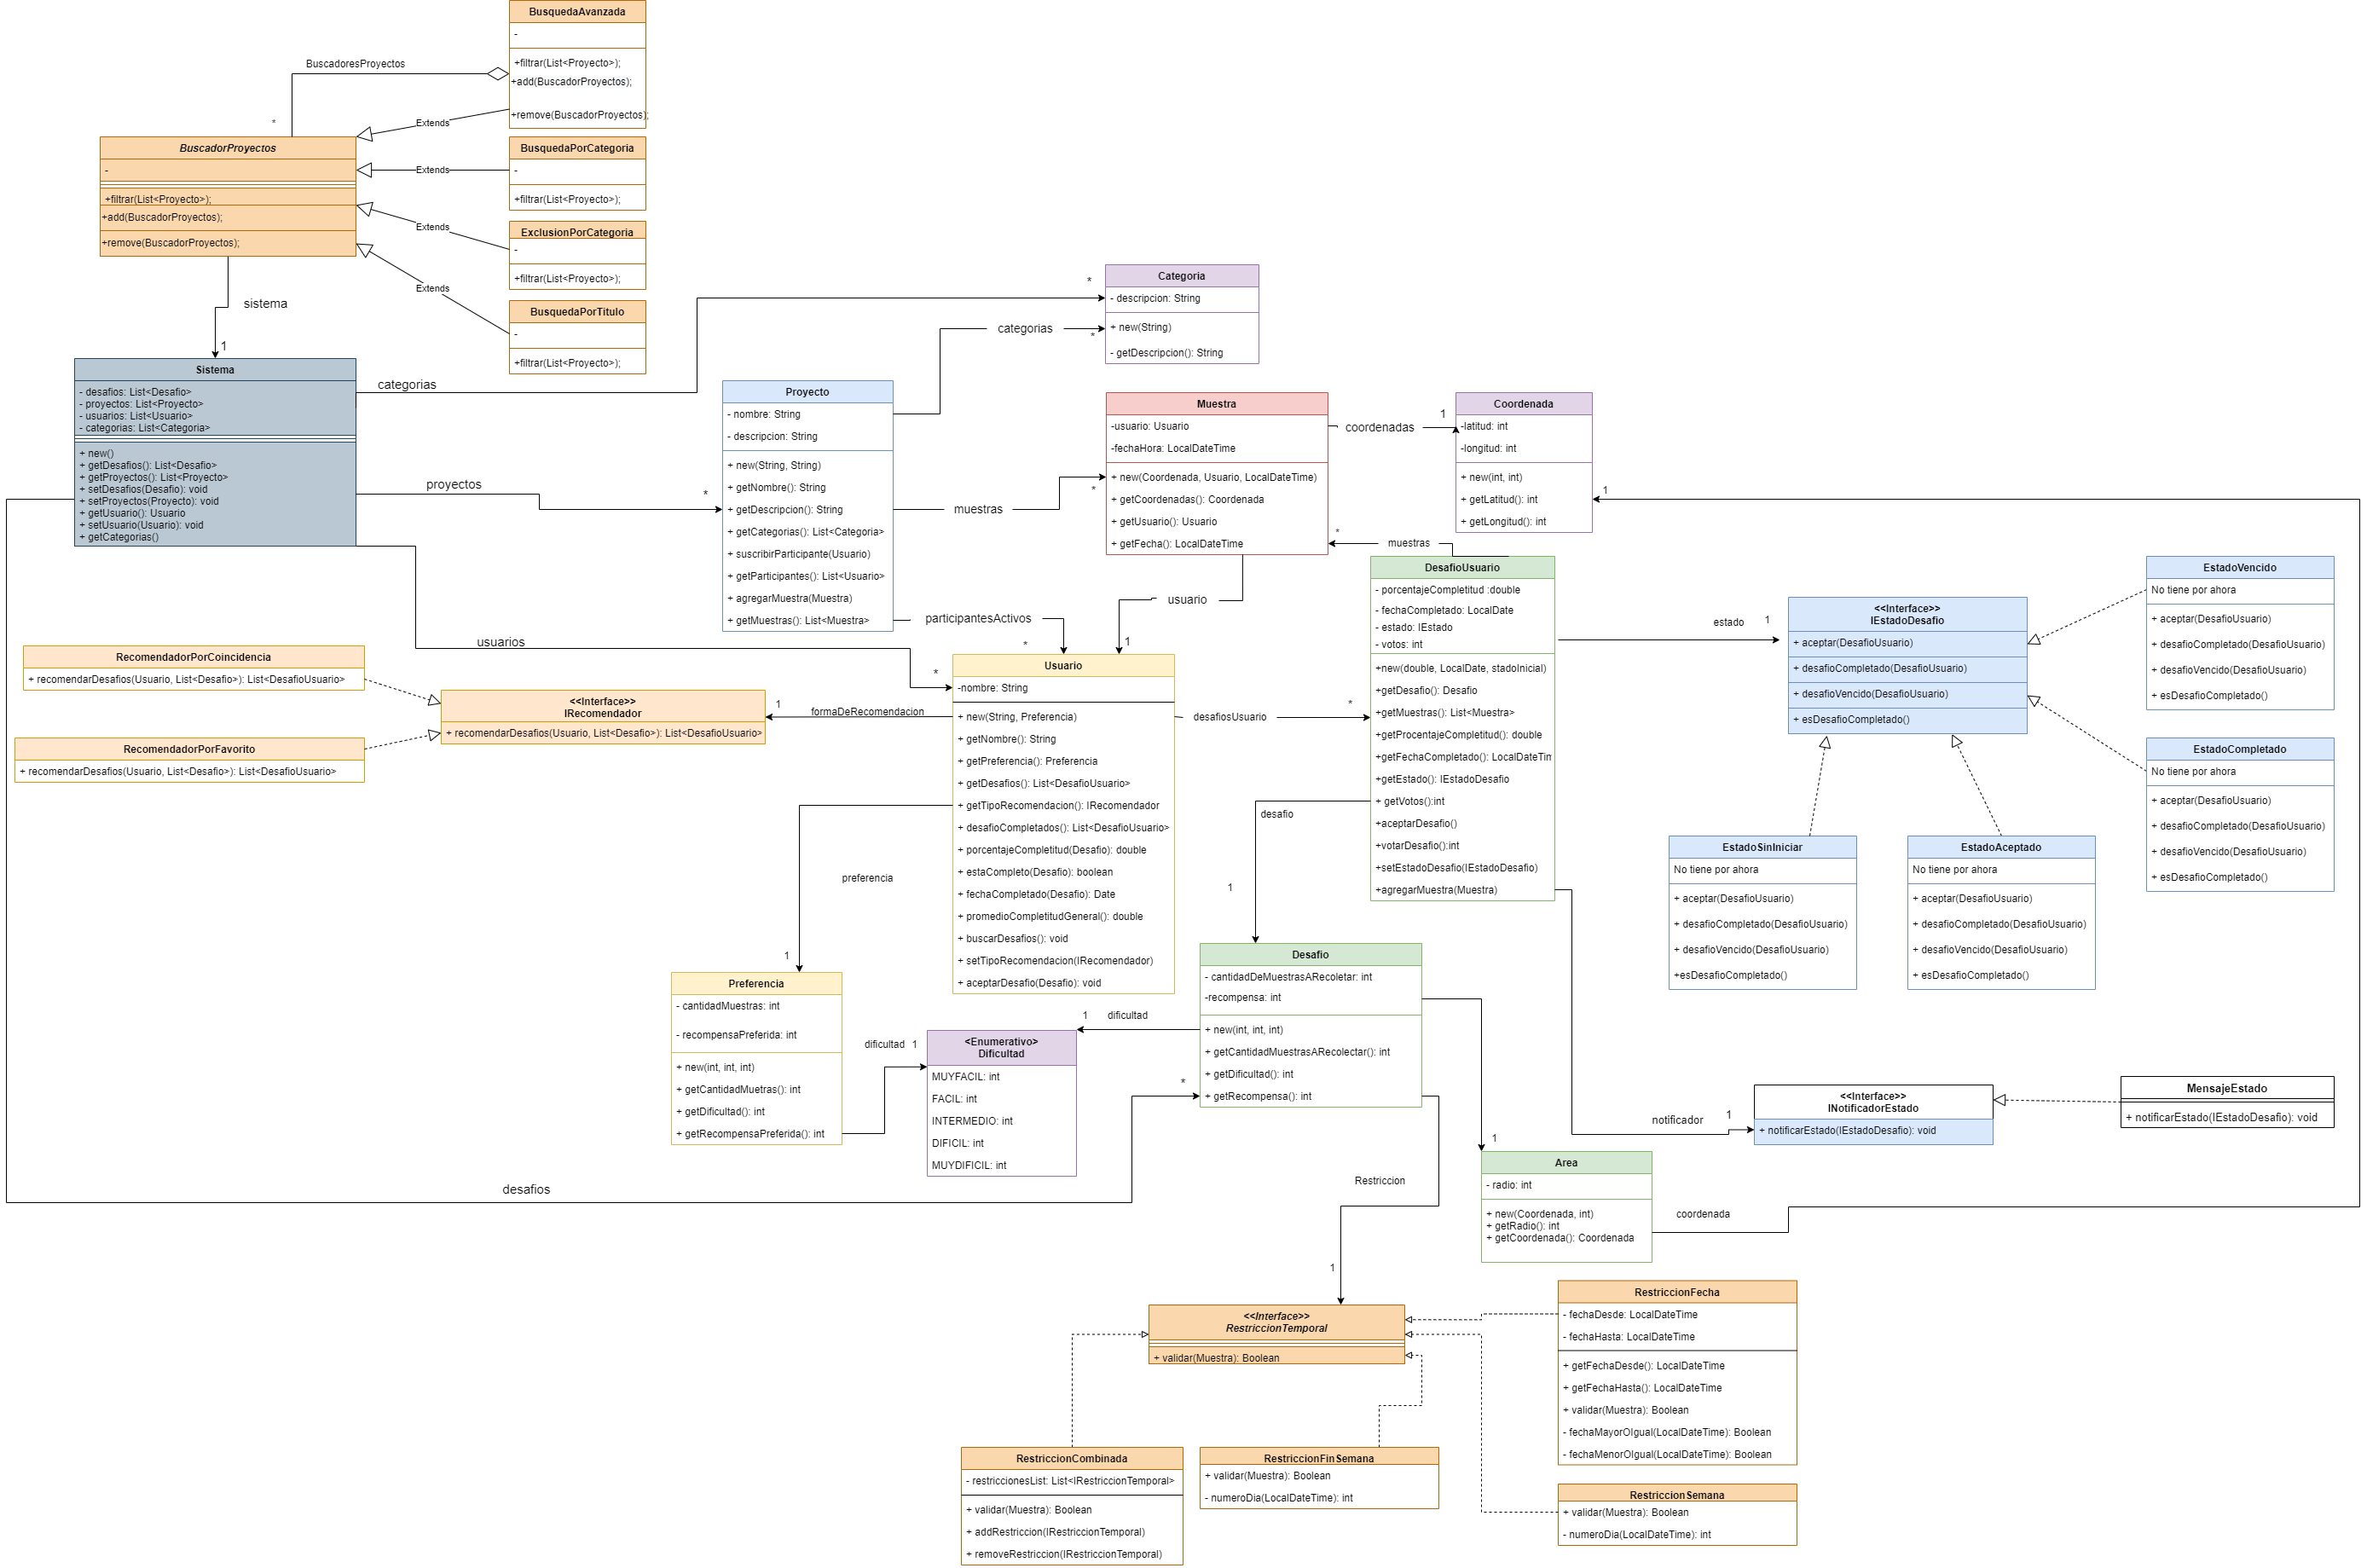 BusquedaAvanzada
-
+filtrar(List<Proyecto>);
+add(BuscadorProyectos);
+remove(BuscadorProyectos);
BuscadoresProyectos
*
Extends
BuscadorProyectos
-
+filtrar(List<Proyecto>);
+add(BuscadorProyectos);
+remove(BuscadorProyectos);
Extends
BusquedaPorCategoria
-
+filtrar(List<Proyecto>);
Extends
ExclusionPorCategoria
-
+filtrar(List<Proyecto>);
Extends
BusquedaPorTitulo
-
+filtrar(List<Proyecto>);
sistema
1
Sistema
- desafios: List<Desafio>
- proyectos: List<Proyecto>
- usuarios: List<Usuario>
- categorias: List<Categoria>
+ new()
+ getDesafios(): List<Desafio>
+ getProyectos(): List<Proyecto>
+ setDesafios(Desafio): void
+ setProyectos(Proyecto): void
+ getUsuario(): Usuario
+ setUsuario(Usuario): void
+ getCategorias()
categorias
*
proyectos
*
usuarios
*
desafios
*
Categoria
- descripcion: String
+ new(String)
- getDescripcion(): String
categorias
*
Proyecto
- nombre: String
- descripcion: String
+ new(String, String)
+ getNombre(): String
+ getDescripcion(): String
+ getCategorias(): List<Categoria>
+ suscribirParticipante(Usuario)
+ getParticipantes(): List<Usuario>
+ agregarMuestra(Muestra)
+ getMuestras(): List<Muestra>
muestras
*
participantesActivos
*
Muestra
-usuario: Usuario
-fechaHora: LocalDateTime
+ new(Coordenada, Usuario, LocalDateTime)
+ getCoordenadas(): Coordenada
+ getUsuario(): Usuario
+ getFecha(): LocalDateTime
coordenadas
1
usuario
1
Coordenada
-latitud: int
-longitud: int
+ new(int, int)
+ getLatitud(): int
+ getLongitud(): int
1
muestras
*
DesafioUsuario
- porcentajeCompletitud :double
- fechaCompletado: LocalDate
- estado: IEstado
- votos: int
+new(double, LocalDate, stadoInicial)
+getDesafio(): Desafio
+getMuestras(): List<Muestra>
+getProcentajeCompletitud(): double
+getFechaCompletado(): LocalDateTim
+getEstado(): IEstadoDesafio
+ getVotos():int
+aceptarDesafio()
+votarDesafio():int
+setEstadoDesafio(IEstadoDesafio)
+agregarMuestra(Muestra)
estado
1
<<Interface>>
IEstadoDesafio
+ aceptar(DesafioUsuario)
+ desafioCompletado(DesafioUsuario)
+ desafioVencido(DesafioUsuario)
+ esDesafioCompletado()
EstadoVencido
No tiene por ahora
+ aceptar(DesafioUsuario)
+ desafioCompletado(DesafioUsuario)
+ desafioVencido(DesafioUsuario)
+ esDesafioCompletado()
EstadoCompletado
No tiene por ahora
+ aceptar(DesafioUsuario)
+ desafioCompletado(DesafioUsuario)
+ desafioVencido(DesafioUsuario)
+ esDesafioCompletado()
EstadoSinIniciar
No tiene por ahora
+ aceptar(DesafioUsuario)
+ desafioCompletado(DesafioUsuario)
+ desafioVencido(DesafioUsuario)
+esDesafioCompletado()
EstadoAceptado
No tiene por ahora
+ aceptar(DesafioUsuario)
+ desafioCompletado(DesafioUsuario)
+ desafioVencido(DesafioUsuario)
+ esDesafioCompletado()
RecomendadorPorCoincidencia
+ recomendarDesafios(Usuario, List<Desafio>): List<DesafioUsuario>
RecomendadorPorFavorito
+ recomendarDesafios(Usuario, List<Desafio>): List<DesafioUsuario>
<<Interface>>
IRecomendador
+ recomendarDesafios(Usuario, List<Desafio>): List<DesafioUsuario>
1
formaDeRecomendacion
Usuario
-nombre: String
+ new(String, Preferencia)
+ getNombre(): String
+ getPreferencia(): Preferencia
+ getDesafios(): List<DesafioUsuario>
+ getTipoRecomendacion(): IRecomendador
+ desafioCompletados(): List<DesafioUsuario>
+ porcentajeCompletitud(Desafio): double
+ estaCompleto(Desafio): boolean
+ fechaCompletado(Desafio): Date
+ promedioCompletitudGeneral(): double
+ buscarDesafios(): void
+ setTipoRecomendacion(IRecomendador)
+ aceptarDesafio(Desafio): void
desafiosUsuario
*
preferencia
1
desafio
1
Preferencia
- cantidadMuestras: int
- recompensaPreferida: int
+ new(int, int, int)
+ getCantidadMuetras(): int
+ getDificultad(): int
+ getRecompensaPreferida(): int
dificultad
1
<Enumerativo>
Dificultad
MUYFACIL: int
FACIL: int
INTERMEDIO: int
DIFICIL: int
MUYDIFICIL: int
1
dificultad
Desafio
- cantidadDeMuestrasARecoletar: int
-recompensa: int
+ new(int, int, int)
+ getCantidadMuestrasARecolectar(): int
+ getDificultad(): int
+ getRecompensa(): int
1
Restriccion
1
Area
- radio: int
+ new(Coordenada, int)
+ getRadio(): int
+ getCoordenada(): Coordenada
coordenada
notificador
1
<<Interface>>
INotificadorEstado
+ notificarEstado(IEstadoDesafio): void
MensajeEstado
+ notificarEstado(IEstadoDesafio): void
<<Interface>>
RestriccionTemporal
+ validar(Muestra): Boolean
RestriccionFecha
- fechaDesde: LocalDateTime
- fechaHasta: LocalDateTime
+ getFechaDesde(): LocalDateTime
+ getFechaHasta(): LocalDateTime
+ validar(Muestra): Boolean
- fechaMayorOIgual(LocalDateTime): Boolean
- fechaMenorOIgual(LocalDateTime): Boolean
RestriccionCombinada
- restriccionesList: List<IRestriccionTemporal>
+ validar(Muestra): Boolean
+ addRestriccion(IRestriccionTemporal)
+ removeRestriccion(IRestriccionTemporal)
RestriccionFinSemana
+ validar(Muestra): Boolean
- numeroDia(LocalDateTime): int
RestriccionSemana
+ validar(Muestra): Boolean
- numeroDia(LocalDateTime): int